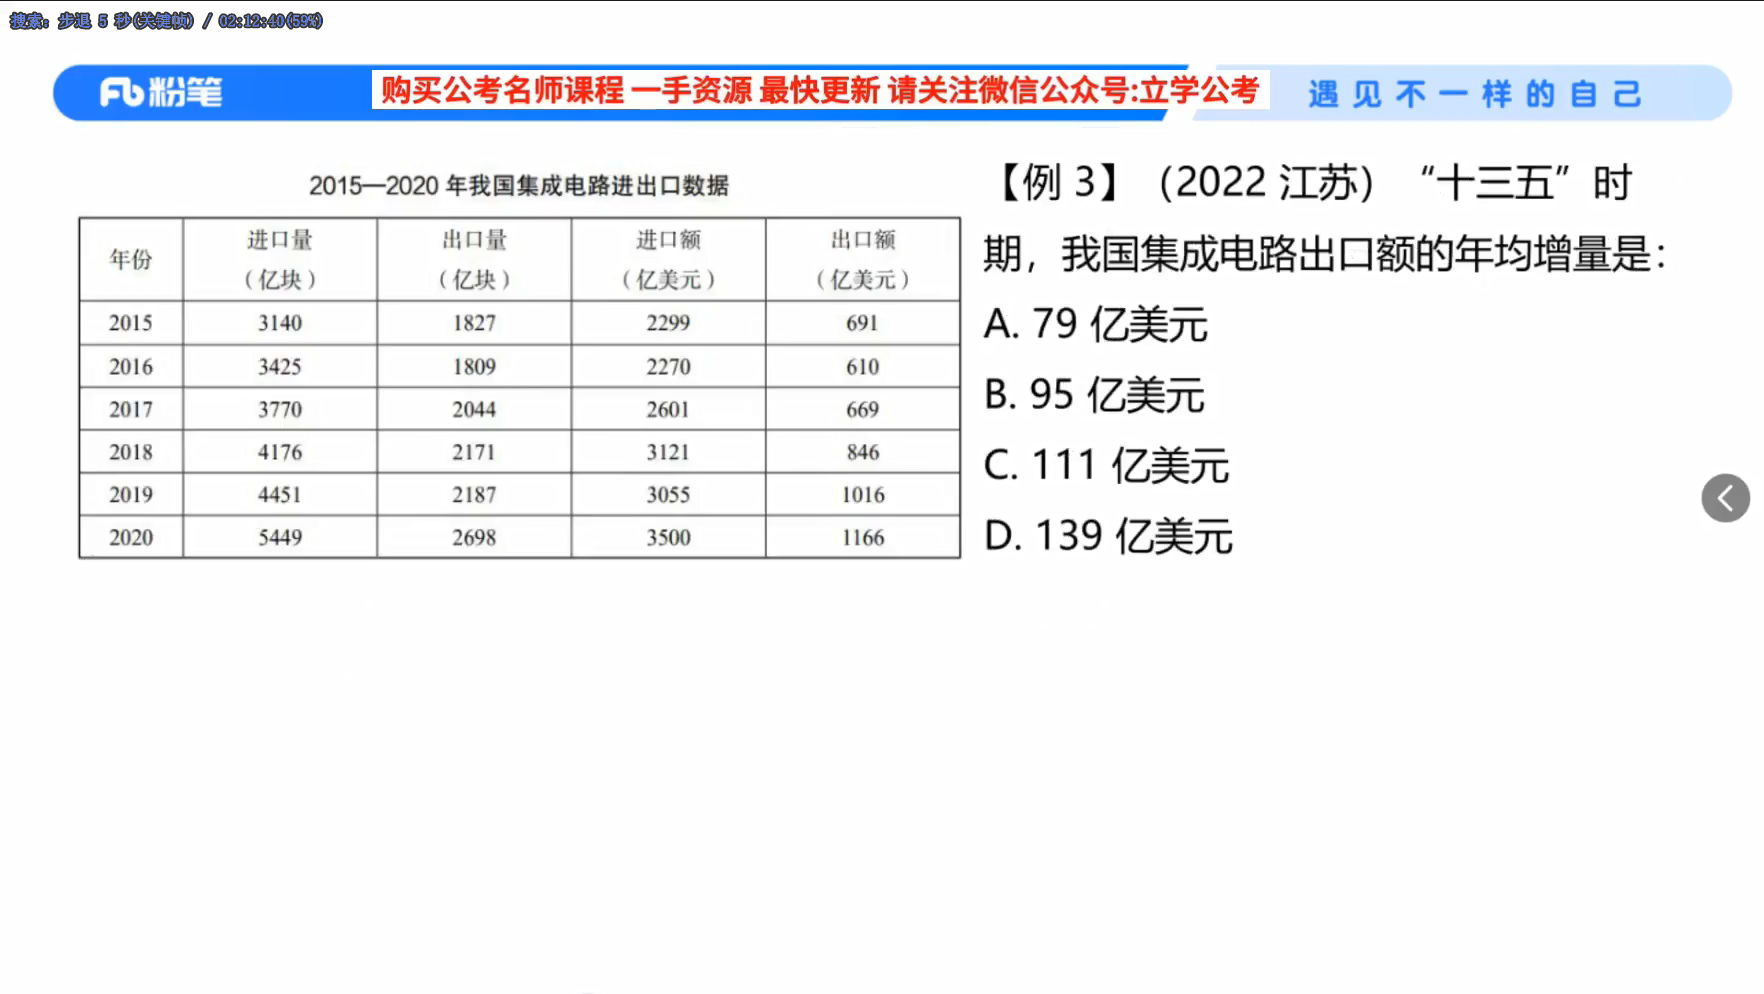 搜索: 步退 5 秒(关键帧) / 02:12:40(59%)
粉笔
购买公考名师课程 一手资源 最快更新 请关注微信公众号:立学公考
遇见不一样的自己
2015—2020 年我国集成电路进出口数据
年份 进口量（亿块） 出口量（亿块） 进口额（亿美元） 出口额（亿美元）
2015 3140 1827 2299 691
2016 3425 1809 2270 610
2017 3770 2044 2601 669
2018 4176 2171 3121 846
2019 4451 2187 3055 1016
2020 5449 2698 3500 1166
【例 3】（2022 江苏）“十三五”时
期，我国集成电路出口额的年均增量是：
A. 79 亿美元
B. 95 亿美元
C. 111 亿美元
D. 139 亿美元